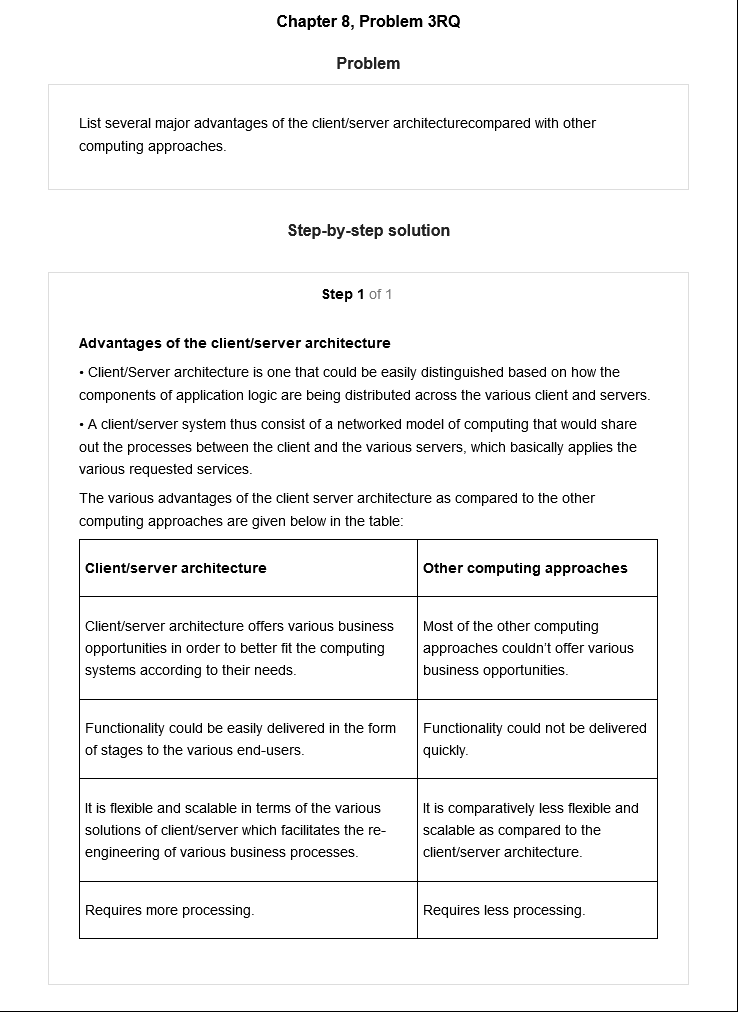 Chapter 8, Problem 3RQ
Problem
List several major advantages of the client/server architecturecompared with other
computing approaches.
Step-by-step solution
Step 1 of 1
Advantages of the client/server architecture
• Client/Server architecture is one that could be easily distinguished based on how the
components of application logic are being distributed across the various client and servers.
• A client/server system thus consist of a networked model of computing that would share
out the processes between the client and the various servers, which basically applies the
various requested services.
The various advantages of the client server architecture as compared to the other
computing approaches are given below in the table:
Client/server architecture
Other computing approaches
Client/server architecture offers various business
opportunities in order to better fit the computing
systems according to their needs.
Most of the other computing
approaches couldn't offer various
business opportunities.
Functionality could be easily delivered in the form
of stages to the various end-users.
Functionality could not be delivered
quickly.
It is flexible and scalable in terms of the various
solutions of client/server which facilitates the re-
engineering of various business processes.
It is comparatively less flexible and
scalable as compared to the
client/server architecture.
Requires more processing.
Requires less processing.